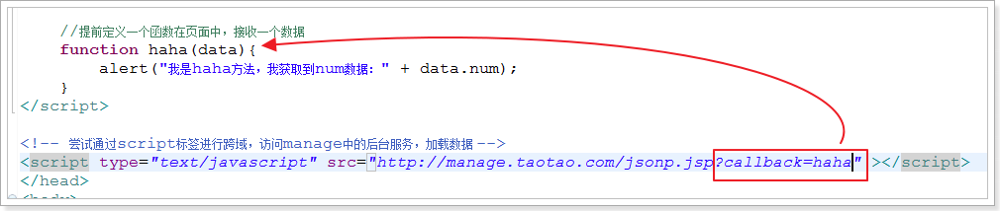 //提前定义一个函数在页面中，接收一个数据
function haha(data){
alert("我是haha方法，我获取到num数据：" + data.num);
}
</script>
<!-- 尝试通过script标签进行跨域，访问manage中的后台服务，加载数据 -->
<script type="text/javascript" src="http://manage.taotao.com/jsonp.jsp?callback=haha" ></script>
</head>
<body>